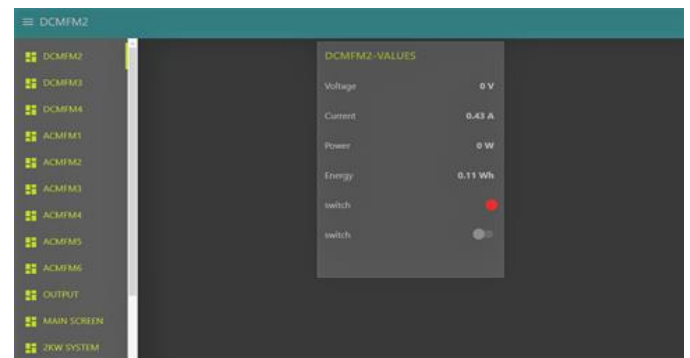 DCMFM2
DCMFM2
DCMFM3
DCMFM4
ACMFM1
ACMFM2
ACMFM3
ACMFM4
ACMFM5
ACMFM6
OUTPUT
MAIN SCREEN
2KW SYSTEM
DCMFM2-VALUES
Voltage 0 V
Current 0.43 A
Power 0 W
Energy 0.11 Wh
switch
switch